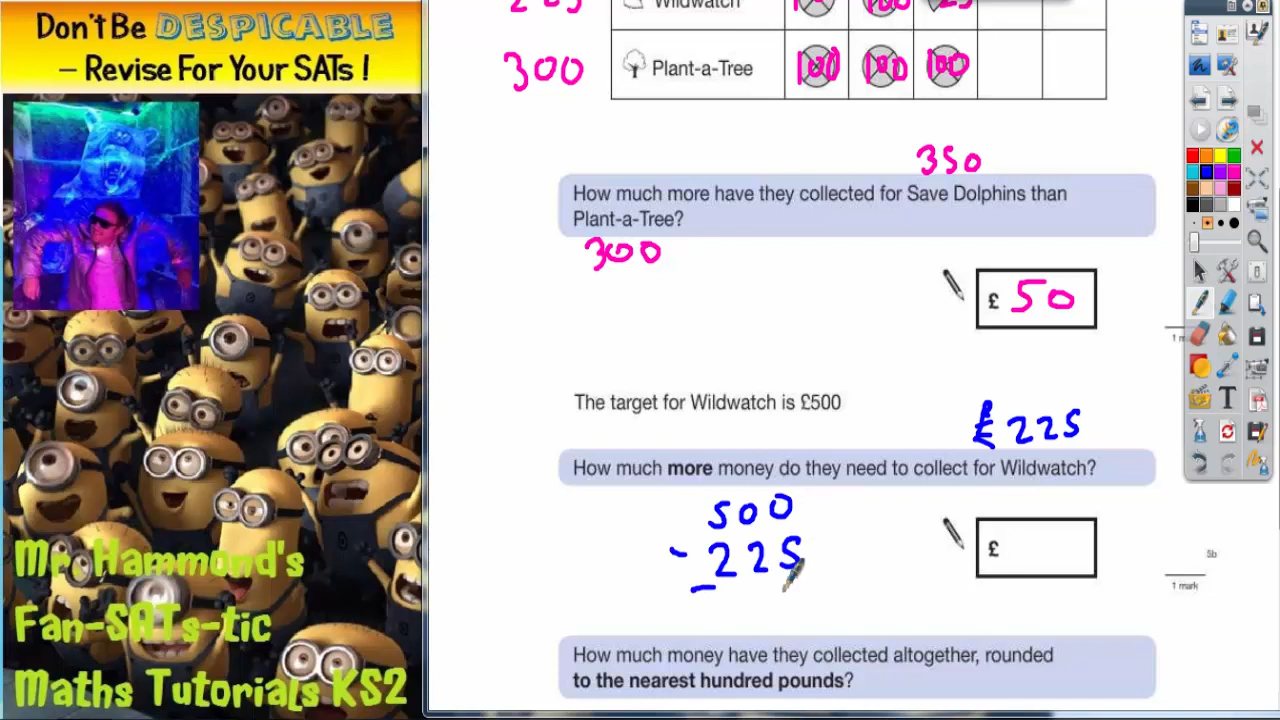 Don't Be DESPICABLE
– Revise For Your SATs !
Wildwatch
300 Plant-a-Tree 100 100 100
350
How much more have they collected for Save Dolphins than
Plant-a-Tree?
300
£ 50
1 m
The target for Wildwatch is £500
£225
How much more money do they need to collect for Wildwatch?
500
- 225
£
5b
1 mark
How much money have they collected altogether, rounded
to the nearest hundred pounds?
Mr Hammond's
Fan-SATs-tic
Maths Tutorials KS2